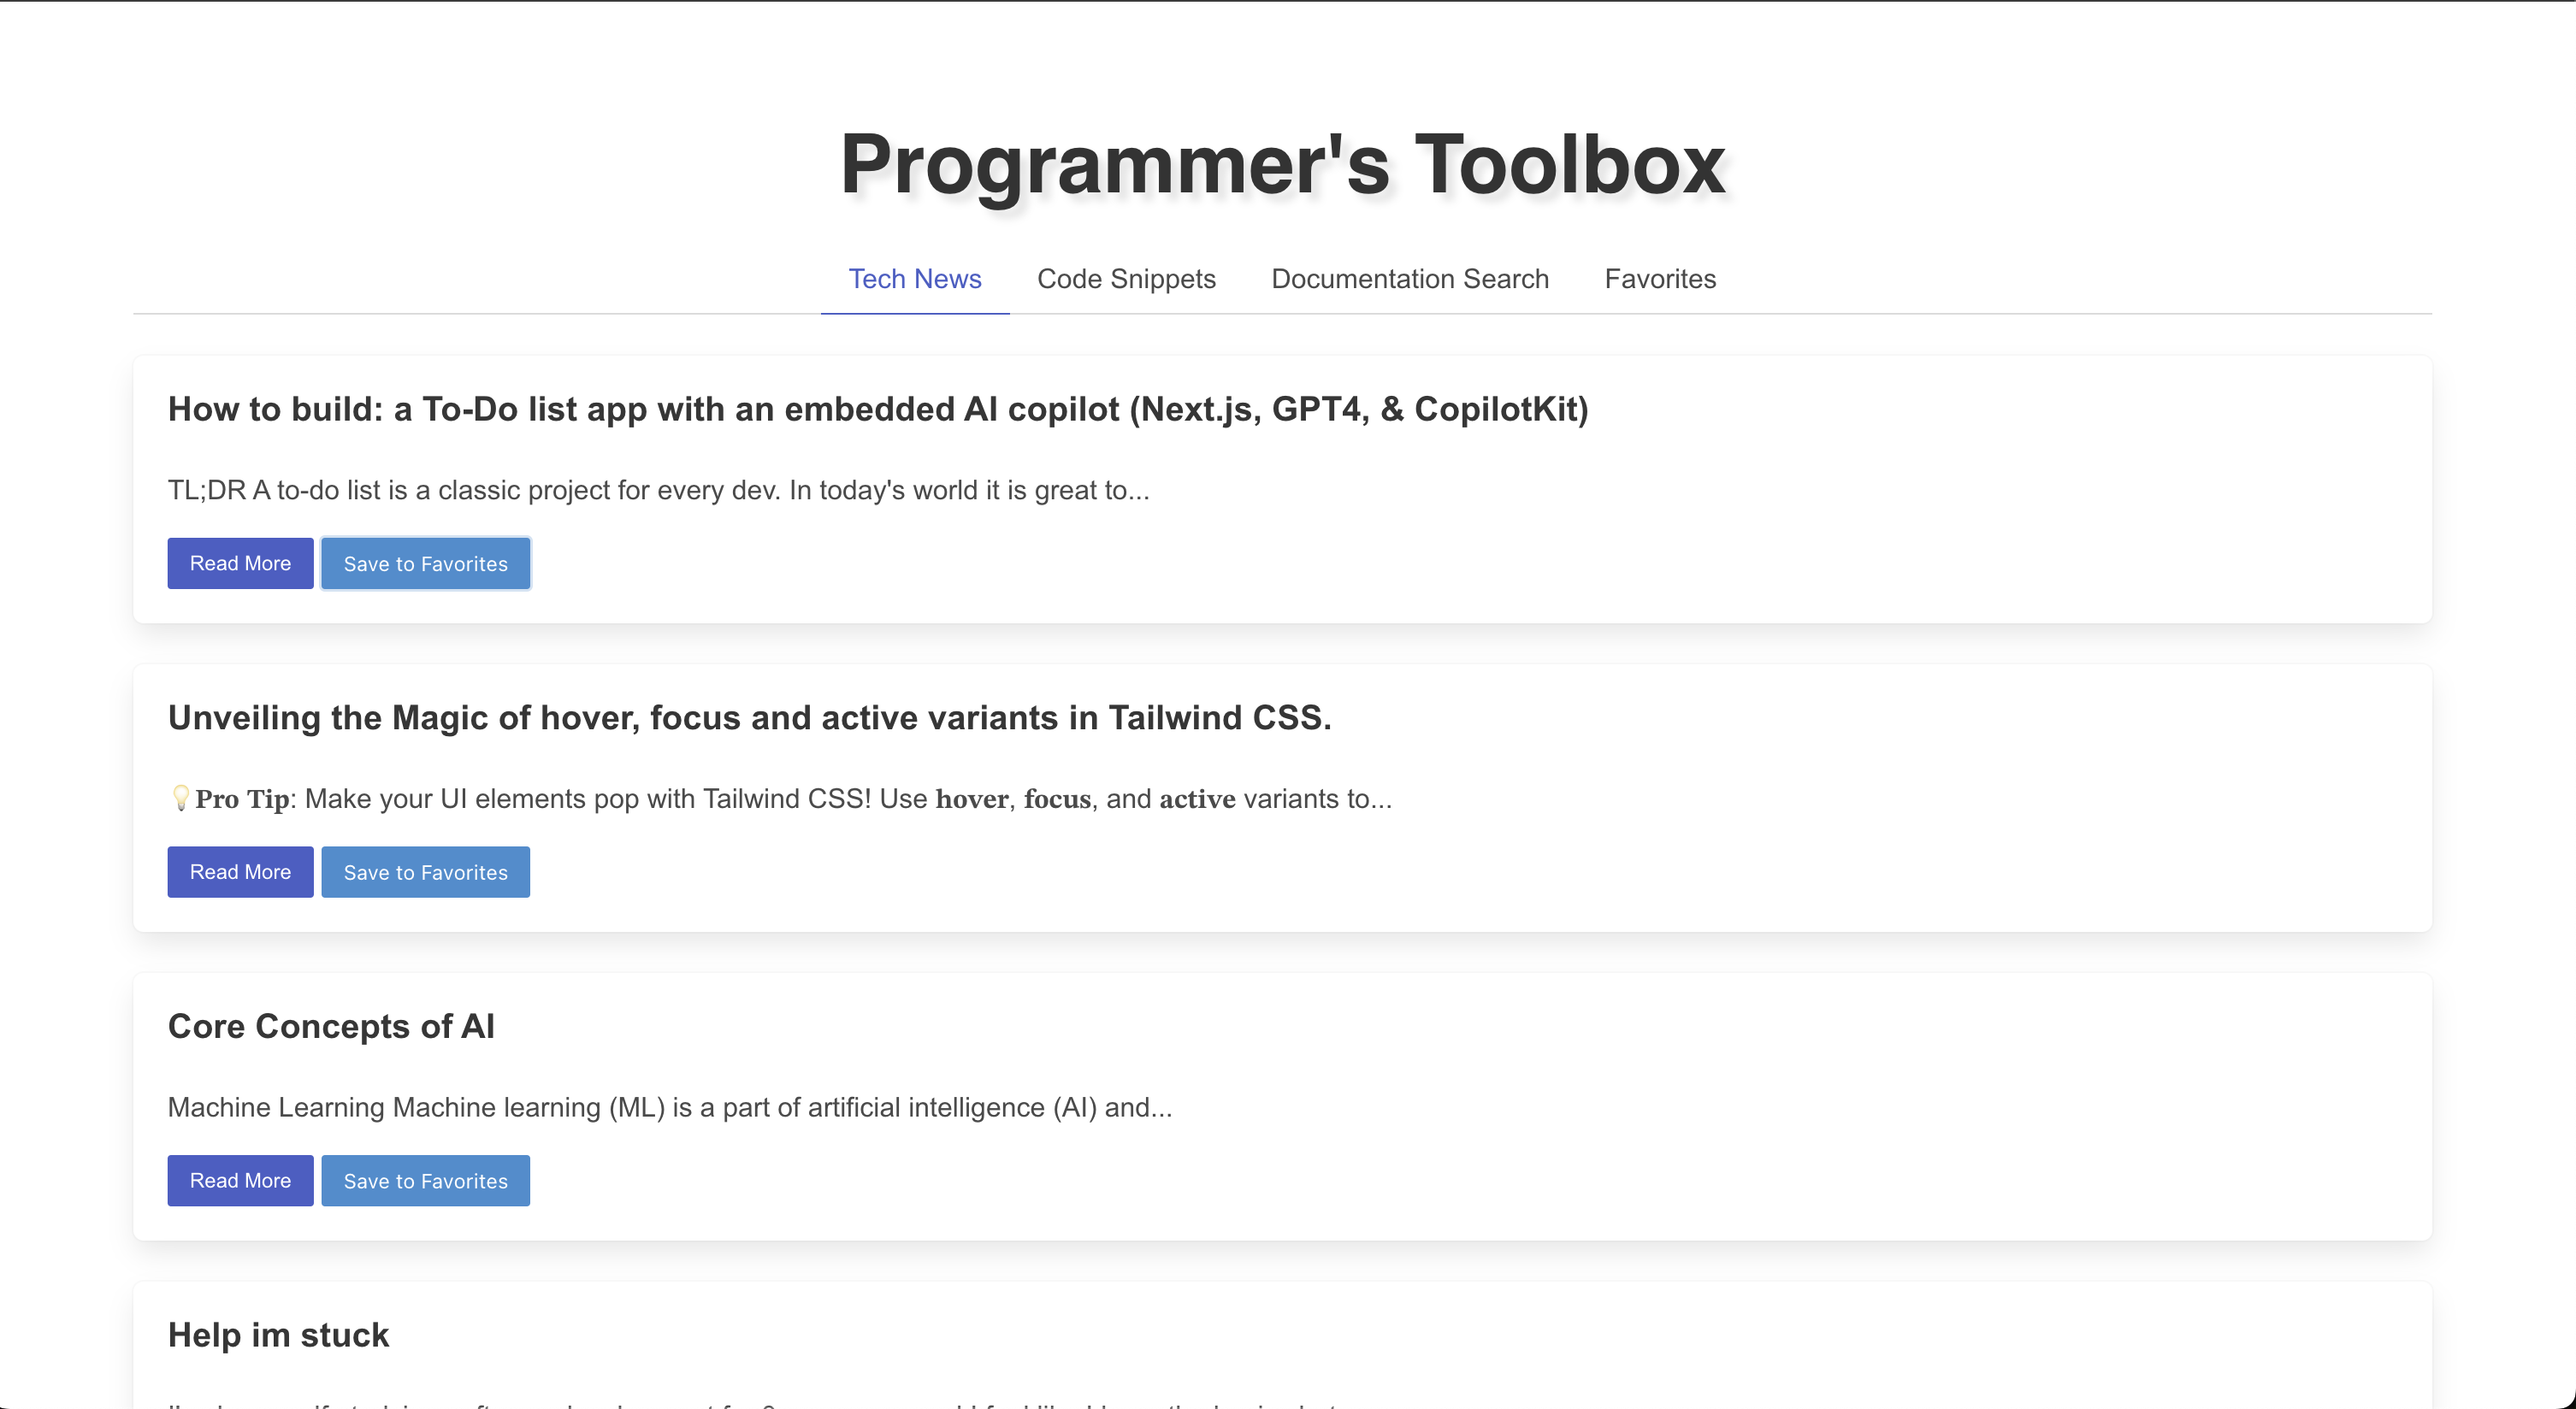 Programmer's Toolbox
Tech News Code Snippets Documentation Search Favorites
How to build: a To-Do list app with an embedded AI copilot (Next.js, GPT4, & CopilotKit)
TL;DR A to-do list is a classic project for every dev. In today's world it is great to...
Read More Save to Favorites
Unveiling the Magic of hover, focus and active variants in Tailwind CSS.
💡Pro Tip: Make your UI elements pop with Tailwind CSS! Use hover, focus, and active variants to...
Read More Save to Favorites
Core Concepts of AI
Machine Learning Machine learning (ML) is a part of artificial intelligence (AI) and...
Read More Save to Favorites
Help im stuck